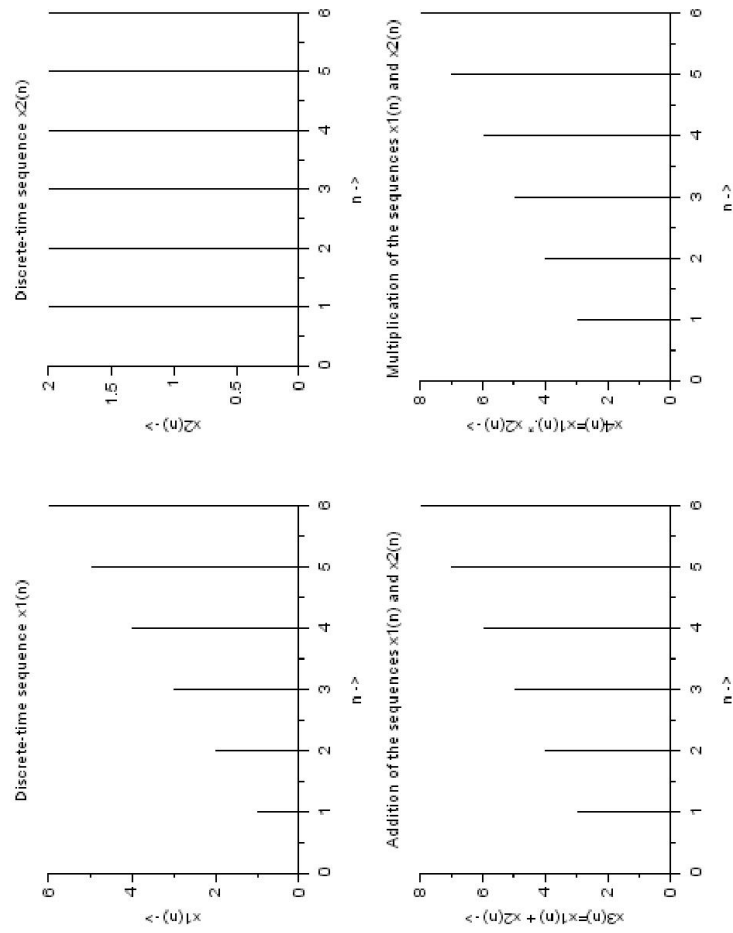 Discrete-time sequence x1(n)
x1(n) ->
6
4
2
0
0 1 2 3 4 5 6
n ->
Discrete-time sequence x2(n)
x2(n) ->
2
1.5
1
0.5
0
0 1 2 3 4 5 6
n ->
Addition of the sequences x1(n) and x2(n)
x3(n)=x1(n) + x2(n) ->
8
6
4
2
0
0 1 2 3 4 5 6
n ->
Multiplication of the sequences x1(n) and x2(n)
x4(n)=x1(n).* x2(n) ->
8
6
4
2
0
0 1 2 3 4 5 6
n ->